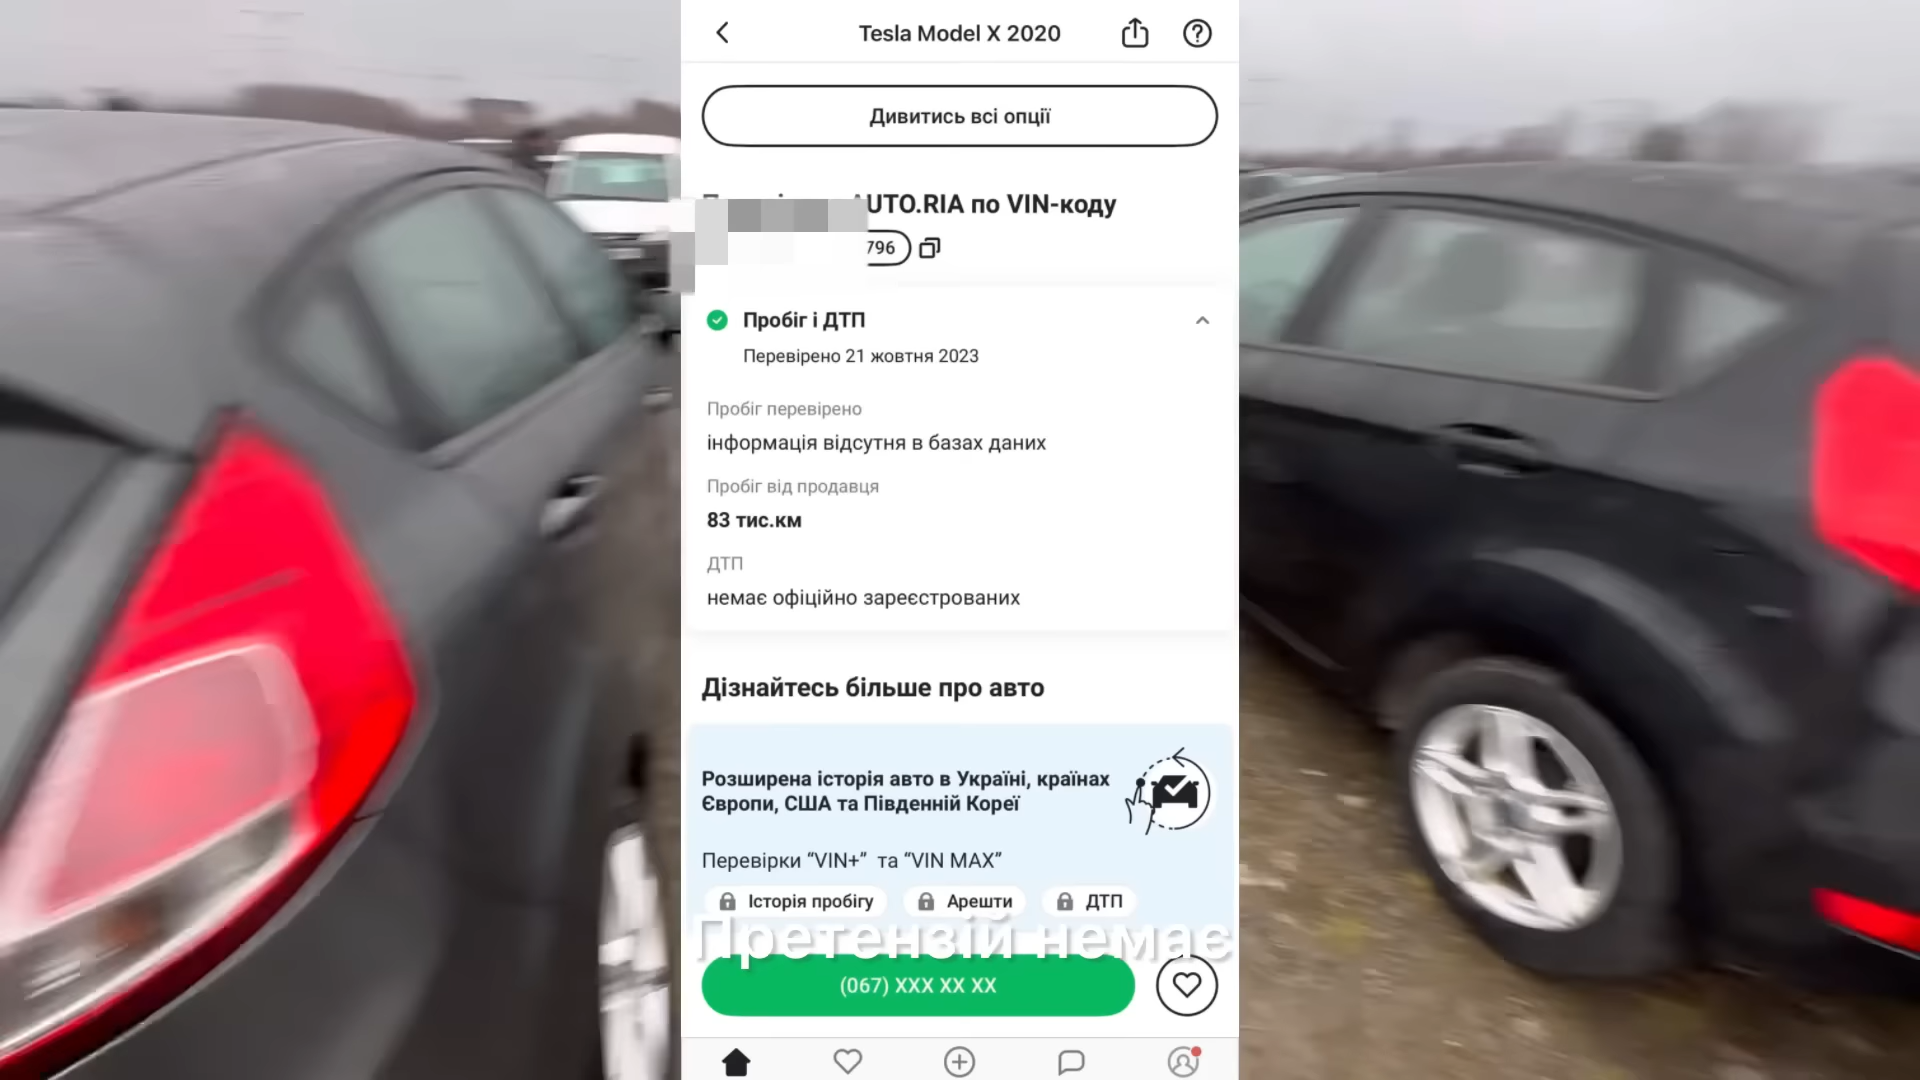 Tesla Model X 2020
Дивитись всі опції
AUTO.RIA по VIN-коду
796
Пробіг і ДТП
Перевірено 21 жовтня 2023
Пробіг перевірено
інформація відсутня в базах даних
Пробіг від продавця
83 тис.км
ДТП
немає офіційно зареєстрованих
Дізнайтесь більше про авто
Розширена історія авто в Україні, країнах
Європи, США та Південній Кореї
Перевірки “VIN+” та “VIN MAX”
Історія пробігу
Арешти
ДТП
Претензій немає
(067) XXX XX XX